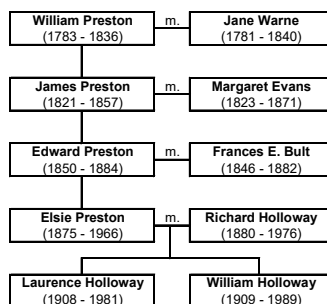 William Preston
(1783 - 1836)
m.
Jane Warne
(1781 - 1840)
James Preston
(1821 - 1857)
m.
Margaret Evans
(1823 - 1871)
Edward Preston
(1850 - 1884)
m.
Frances E. Bult
(1846 - 1882)
Elsie Preston
(1875 - 1966)
m.
Richard Holloway
(1880 - 1976)
Laurence Holloway
(1908 - 1981)
William Holloway
(1909 - 1989)